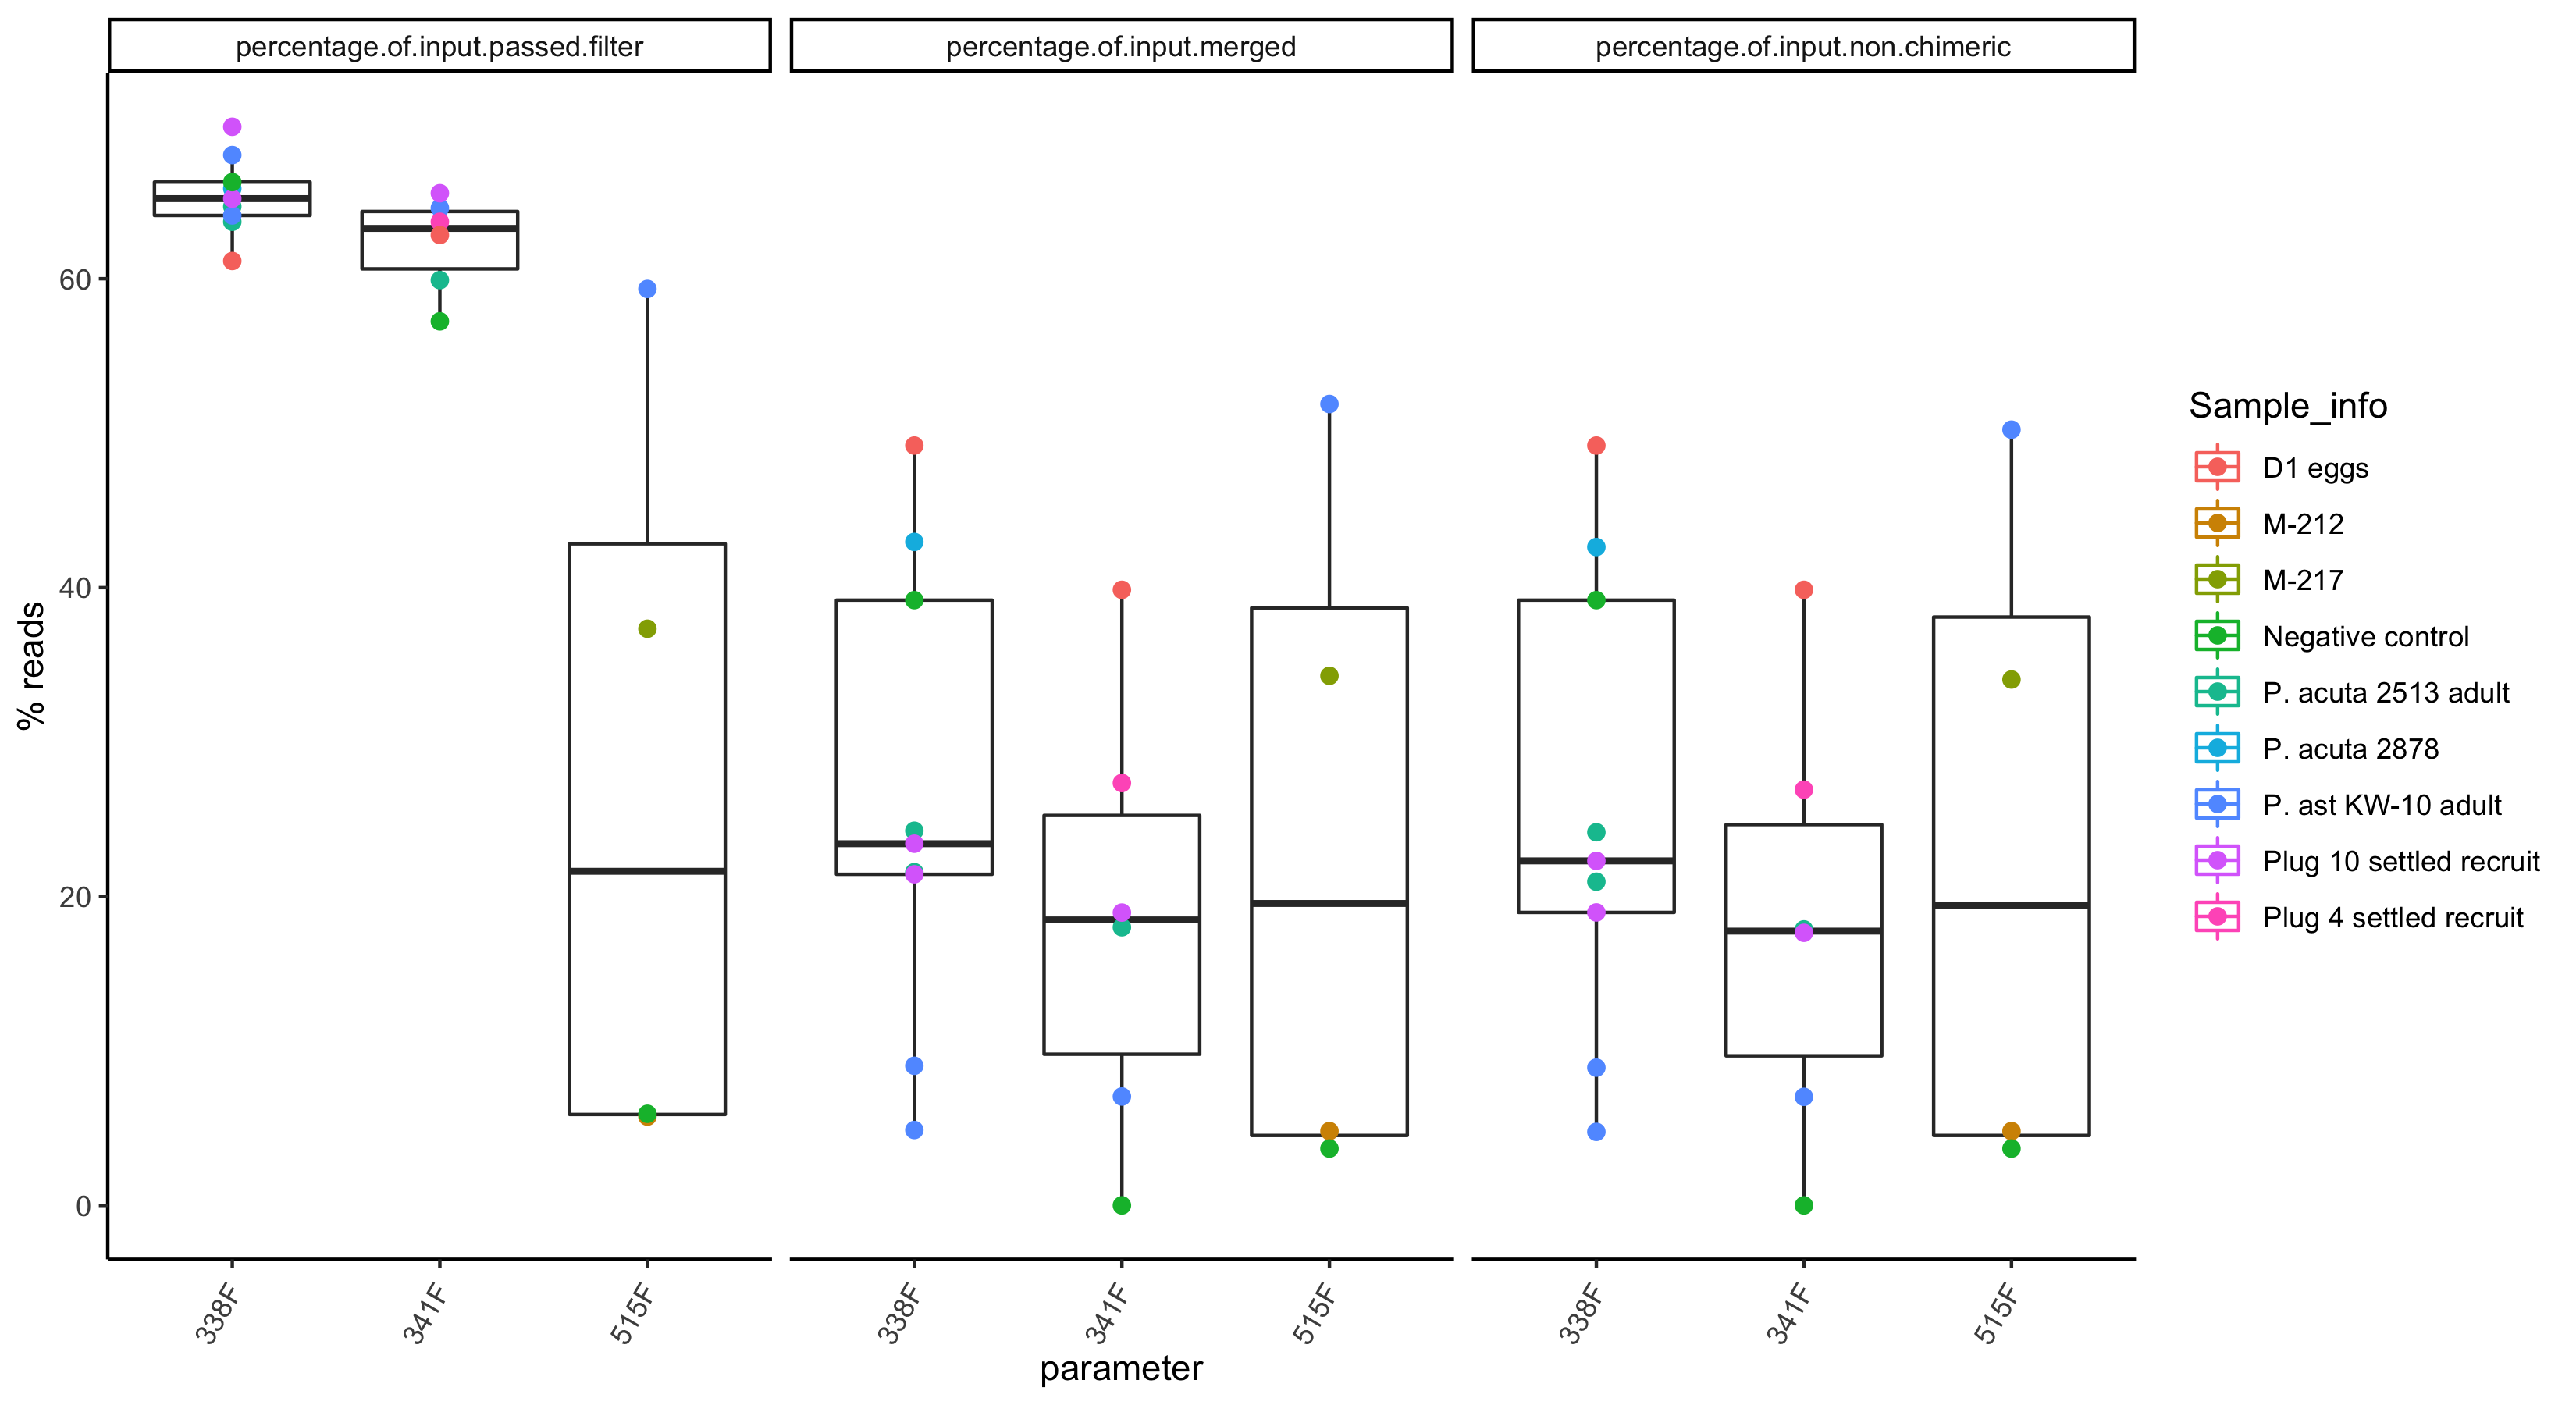 percentage.of.input.passed.filter
percentage.of.input.merged
percentage.of.input.non.chimeric
% reads
60
40
20
0
338F
341F
515F
338F
341F
515F
338F
341F
515F
parameter
Sample_info
D1 eggs
M-212
M-217
Negative control
P. acuta 2513 adult
P. acuta 2878
P. ast KW-10 adult
Plug 10 settled recruit
Plug 4 settled recruit